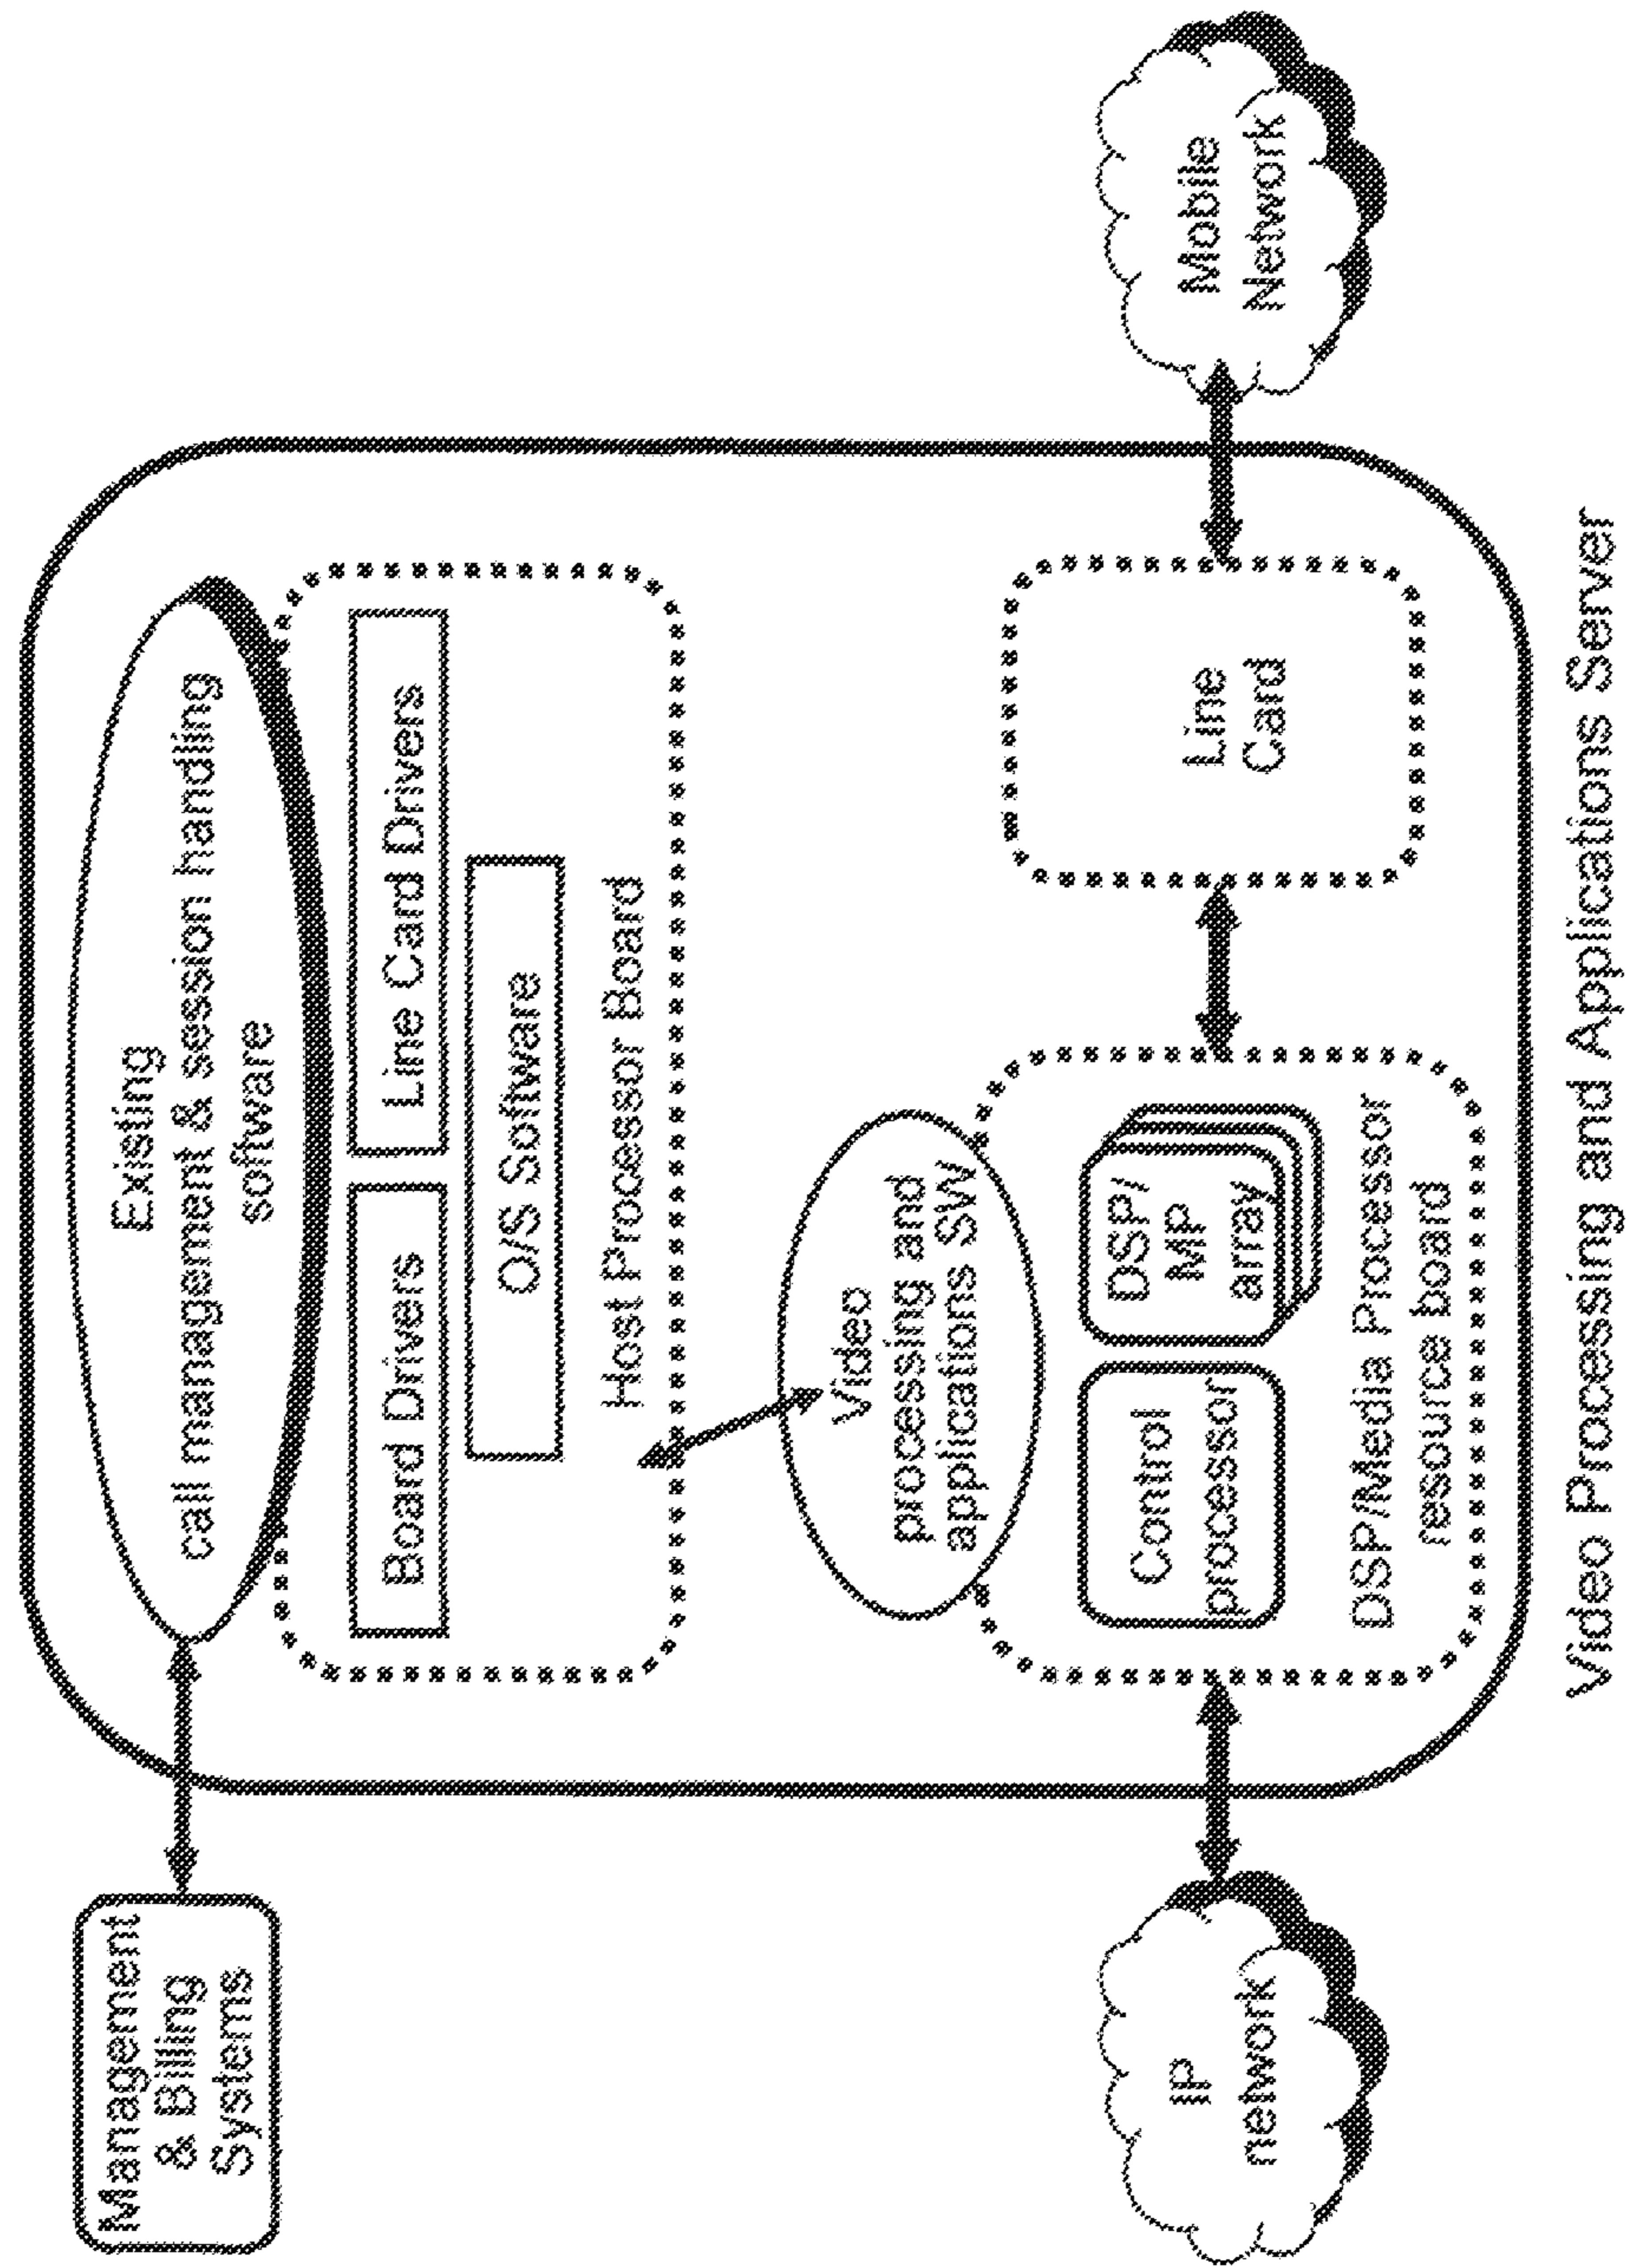 Management
& Billing
Systems
Existing
call management & session handling
software
Board Drivers
Line Card Drivers
O/S Software
Host Processor Board
Video
processing and
applications SW
Control
processor
DSP/
MP
array
DSP/Media Processor
resource board
Line
Card
IP
network
Mobile
Network
Video Processing and Applications Server